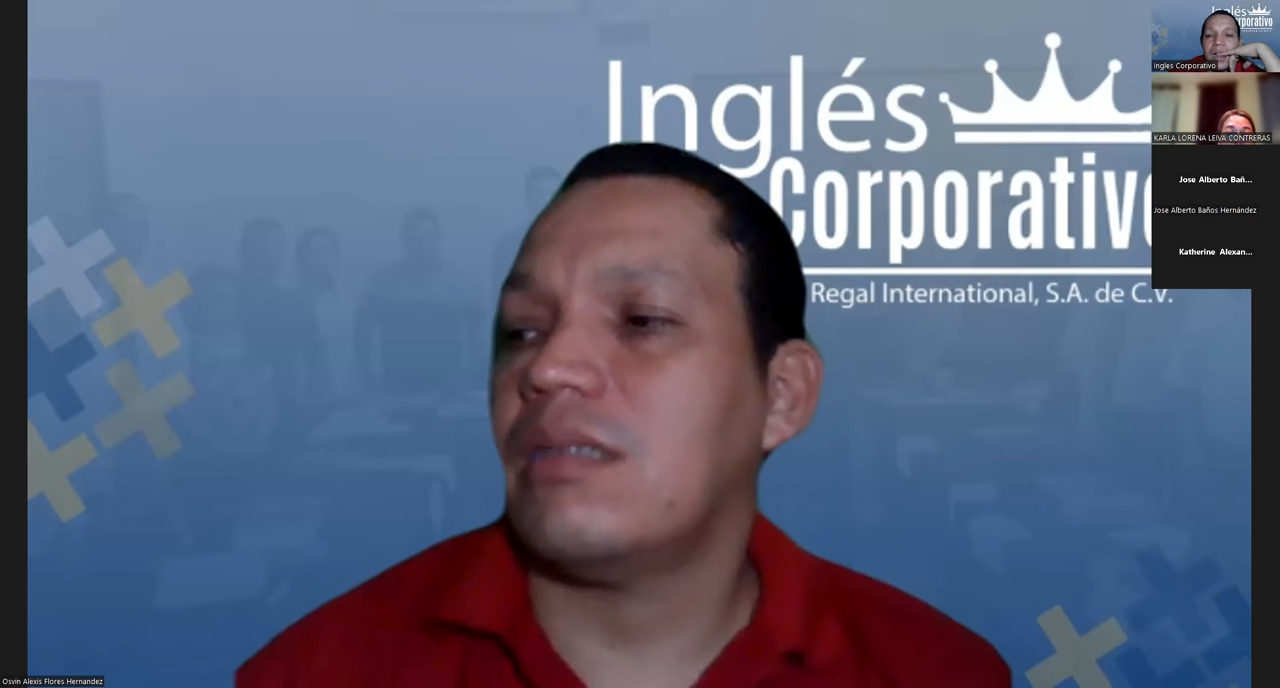 Inglés
Corporativo
Regal International, S.A. de C.V.
Inglés
Ingles Corporativo
KARLA LORENA LEIVA CONTRERAS
Jose Alberto Bañ...
Jose Alberto Baños Hernández
Katherine Alexan...
Osvin Alexis Flores Hernandez